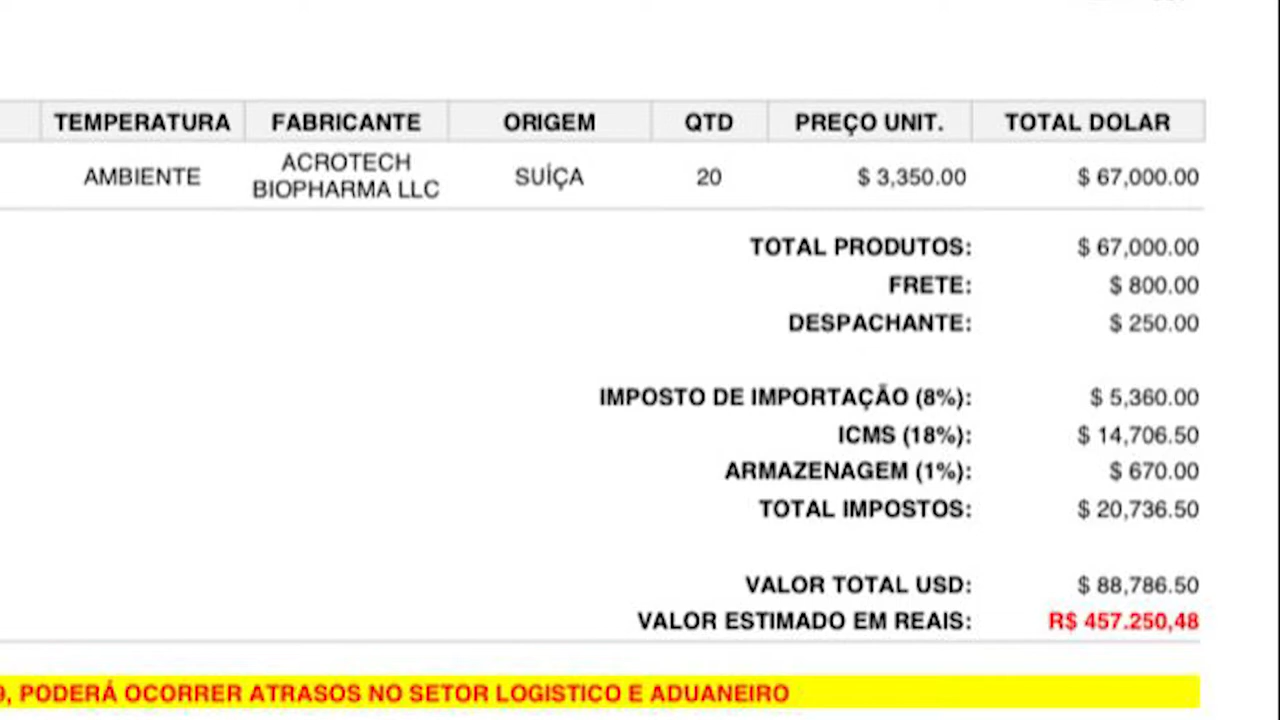 TEMPERATURA FABRICANTE ORIGEM QTD PREÇO UNIT. TOTAL DOLAR
AMBIENTE ACROTECH BIOPHARMA LLC SUÍÇA 20 $ 3,350.00 $ 67,000.00
TOTAL PRODUTOS: $ 67,000.00
FRETE: $ 800.00
DESPACHANTE: $ 250.00
IMPOSTO DE IMPORTAÇÃO (8%): $ 5,360.00
ICMS (18%): $ 14,706.50
ARMAZENAGEM (1%): $ 670.00
TOTAL IMPOSTOS: $ 20,736.50
VALOR TOTAL USD: $ 88,786.50
VALOR ESTIMADO EM REAIS: R$ 457.250,48
9, PODERÁ OCORRER ATRASOS NO SETOR LOGISTICO E ADUANEIRO